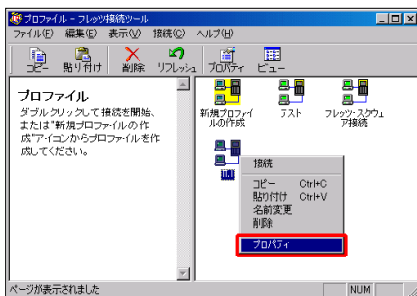 プロファイル - フレッツ接続ツール
ファイル(F) 編集(E) 表示(V) 接続(C) ヘルプ(H)
コピー 貼り付け 削除 リフレッシュ プロパティ ビュー
プロファイル
ダブルクリックして接続を開始、
または"新規プロファイルの作
成"アイコンからプロファイルを作
成してください。
新規プロファイ
ルの作成
テスト
フレッツ・スクウェ
ア接続
接続
コピー Ctrl+C
貼り付け Ctrl+V
名前変更
削除
プロパティ
ページが表示されました
NUM